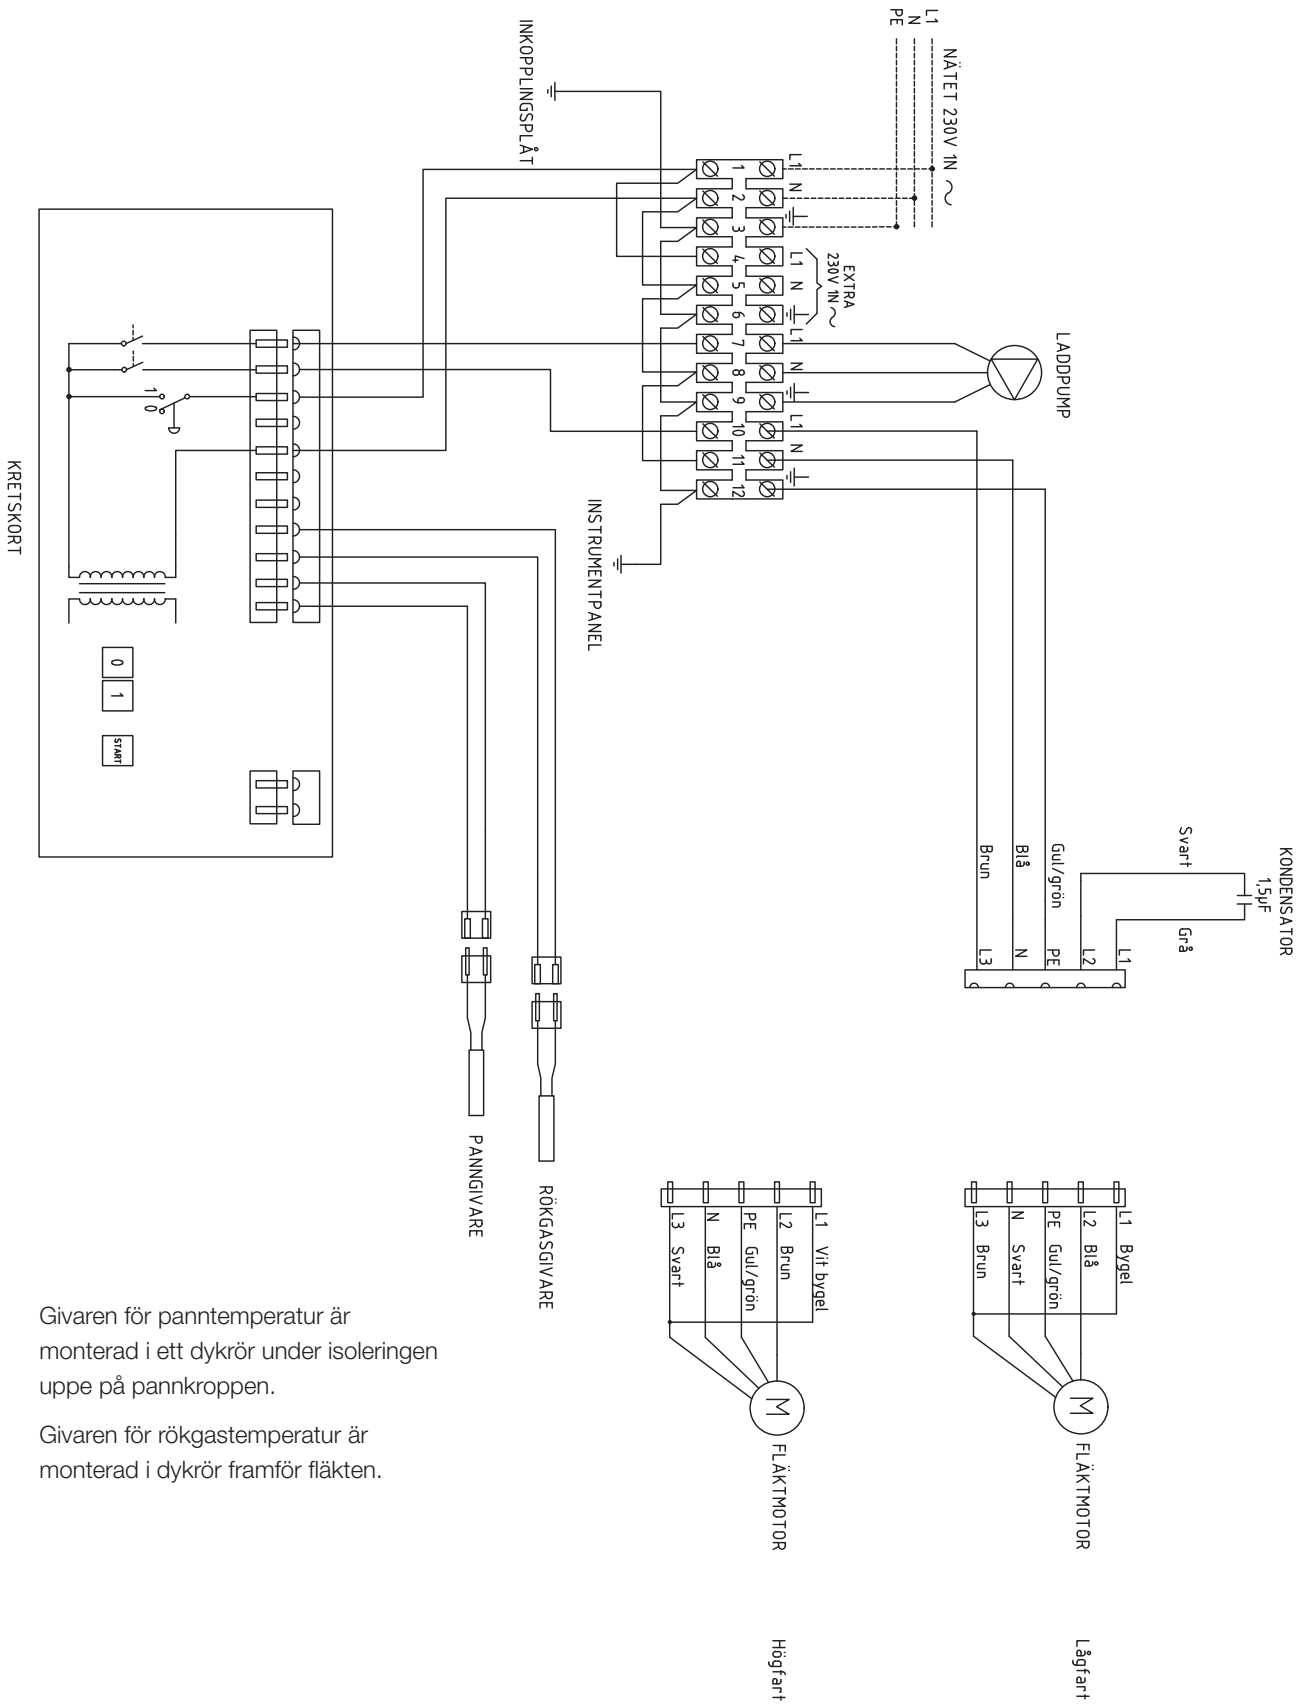 L1
N
PE
NÄTET 230V 1N ~
INKOPPLINGSPLÅT
L1
N
L1
N
EXTRA
230V 1N ~
L1
N
L1
N
1
2
3
4
5
6
7
8
9
10
11
12
LADDPUMP
INSTRUMENTPANEL
KRETSKORT
1
0
0
1
START
KONDENSATOR
1,5µF
Svart
Grå
Gul/grön
Blå
Brun
L1
L2
PE
N
L3
PANNGIVARE
RÖKGASGIVARE
L1 Bygel
L2 Blå
PE Gul/grön
N Svart
L3 Brun
M
FLÄKTMOTOR
Lågfart
L1 Vit bygel
L2 Brun
PE Gul/grön
N Blå
L3 Svart
M
FLÄKTMOTOR
Högfart
Givaren för panntemperatur är
monterad i ett dykrör under isoleringen
uppe på pannkroppen.
Givaren för rökgastemperatur är
monterad i dykrör framför fläkten.